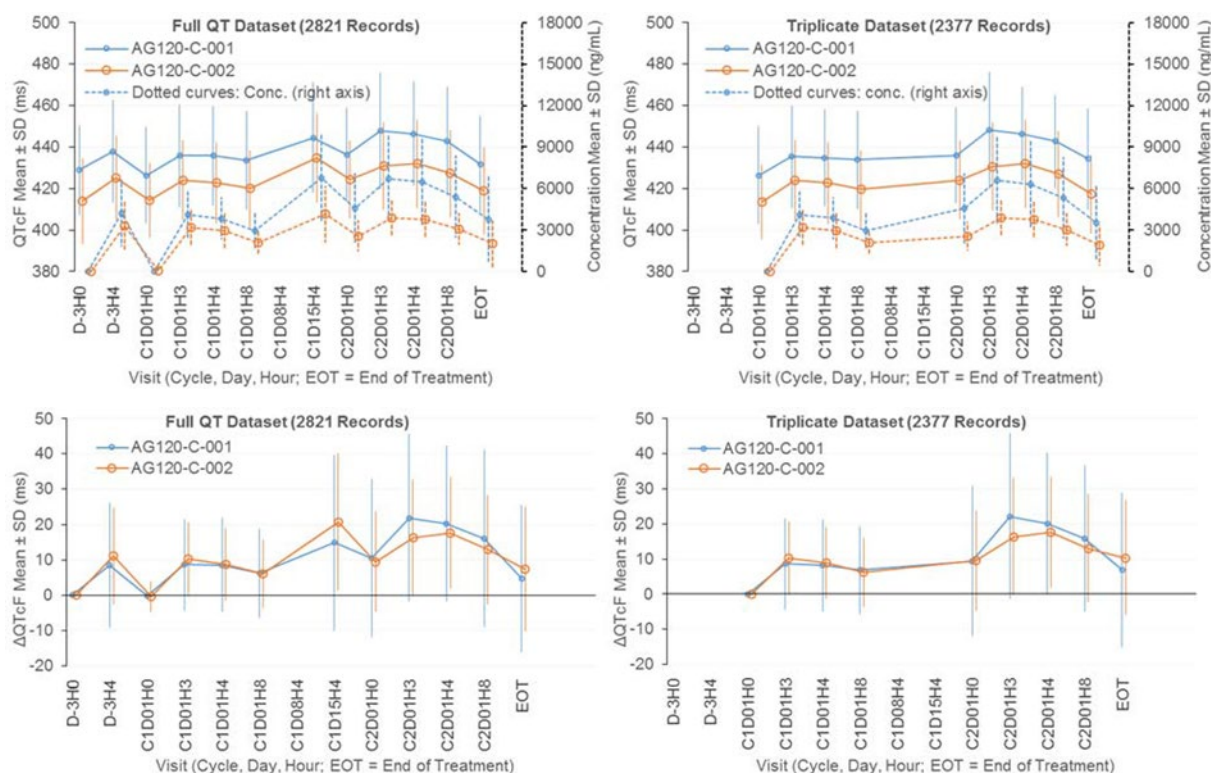 Full QT Dataset (2821 Records)
AG120-C-001
AG120-C-002
Dotted curves: Conc. (right axis)
QTcF Mean ± SD (ms)
500
480
460
440
420
400
380
Concentration Mean ± SD (ng/mL)
18000
15000
12000
9000
6000
3000
0
D-3H0
D-3H4
C1D01H0
C1D01H3
C1D01H4
C1D01H8
C1D08H4
C1D15H4
C2D01H0
C2D01H3
C2D01H4
C2D01H8
EOT
Visit (Cycle, Day, Hour; EOT = End of Treatment)
Triplicate Dataset (2377 Records)
AG120-C-001
AG120-C-002
Dotted curves: conc. (right axis)
QTcF Mean ± SD (ms)
500
480
460
440
420
400
380
Concentration Mean ± SD (ng/mL)
18000
15000
12000
9000
6000
3000
0
D-3H0
D-3H4
C1D01H0
C1D01H3
C1D01H4
C1D01H8
C1D08H4
C1D15H4
C2D01H0
C2D01H3
C2D01H4
C2D01H8
EOT
Visit (Cycle, Day, Hour; EOT = End of Treatment)
Full QT Dataset (2821 Records)
AG120-C-001
AG120-C-002
ΔQTcF Mean ± SD (ms)
50
40
30
20
10
0
-10
-20
D-3H0
D-3H4
C1D01H0
C1D01H3
C1D01H4
C1D01H8
C1D08H4
C1D15H4
C2D01H0
C2D01H3
C2D01H4
C2D01H8
EOT
Visit (Cycle, Day, Hour; EOT = End of Treatment)
Triplicate Dataset (2377 Records)
AG120-C-001
AG120-C-002
ΔQTcF Mean ± SD (ms)
50
40
30
20
10
0
-10
-20
D-3H0
D-3H4
C1D01H0
C1D01H3
C1D01H4
C1D01H8
C1D08H4
C1D15H4
C2D01H0
C2D01H3
C2D01H4
C2D01H8
EOT
Visit (Cycle, Day, Hour; EOT = End of Treatment)